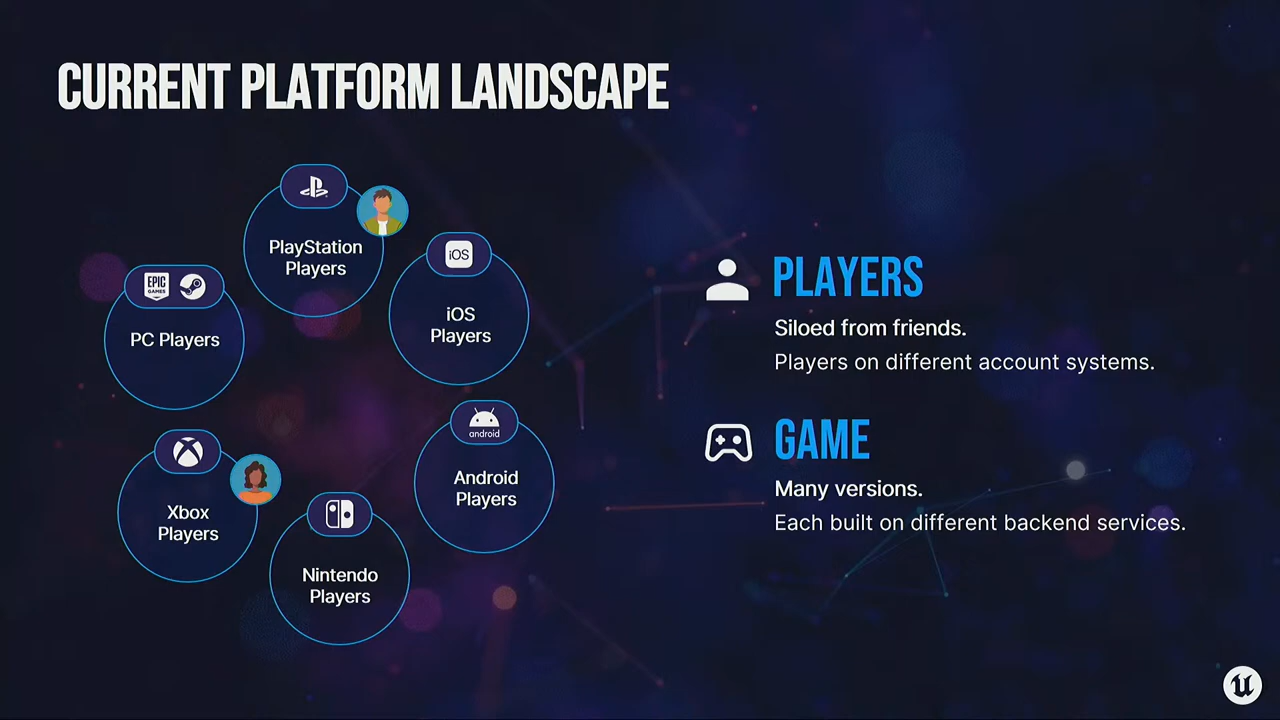 CURRENT PLATFORM LANDSCAPE
PlayStation
Players
iOS
iOS
Players
EPIC
GAMES
PC Players
android
Android
Players
Xbox
Players
Nintendo
Players
PLAYERS
Siloed from friends.
Players on different account systems.
GAME
Many versions.
Each built on different backend services.